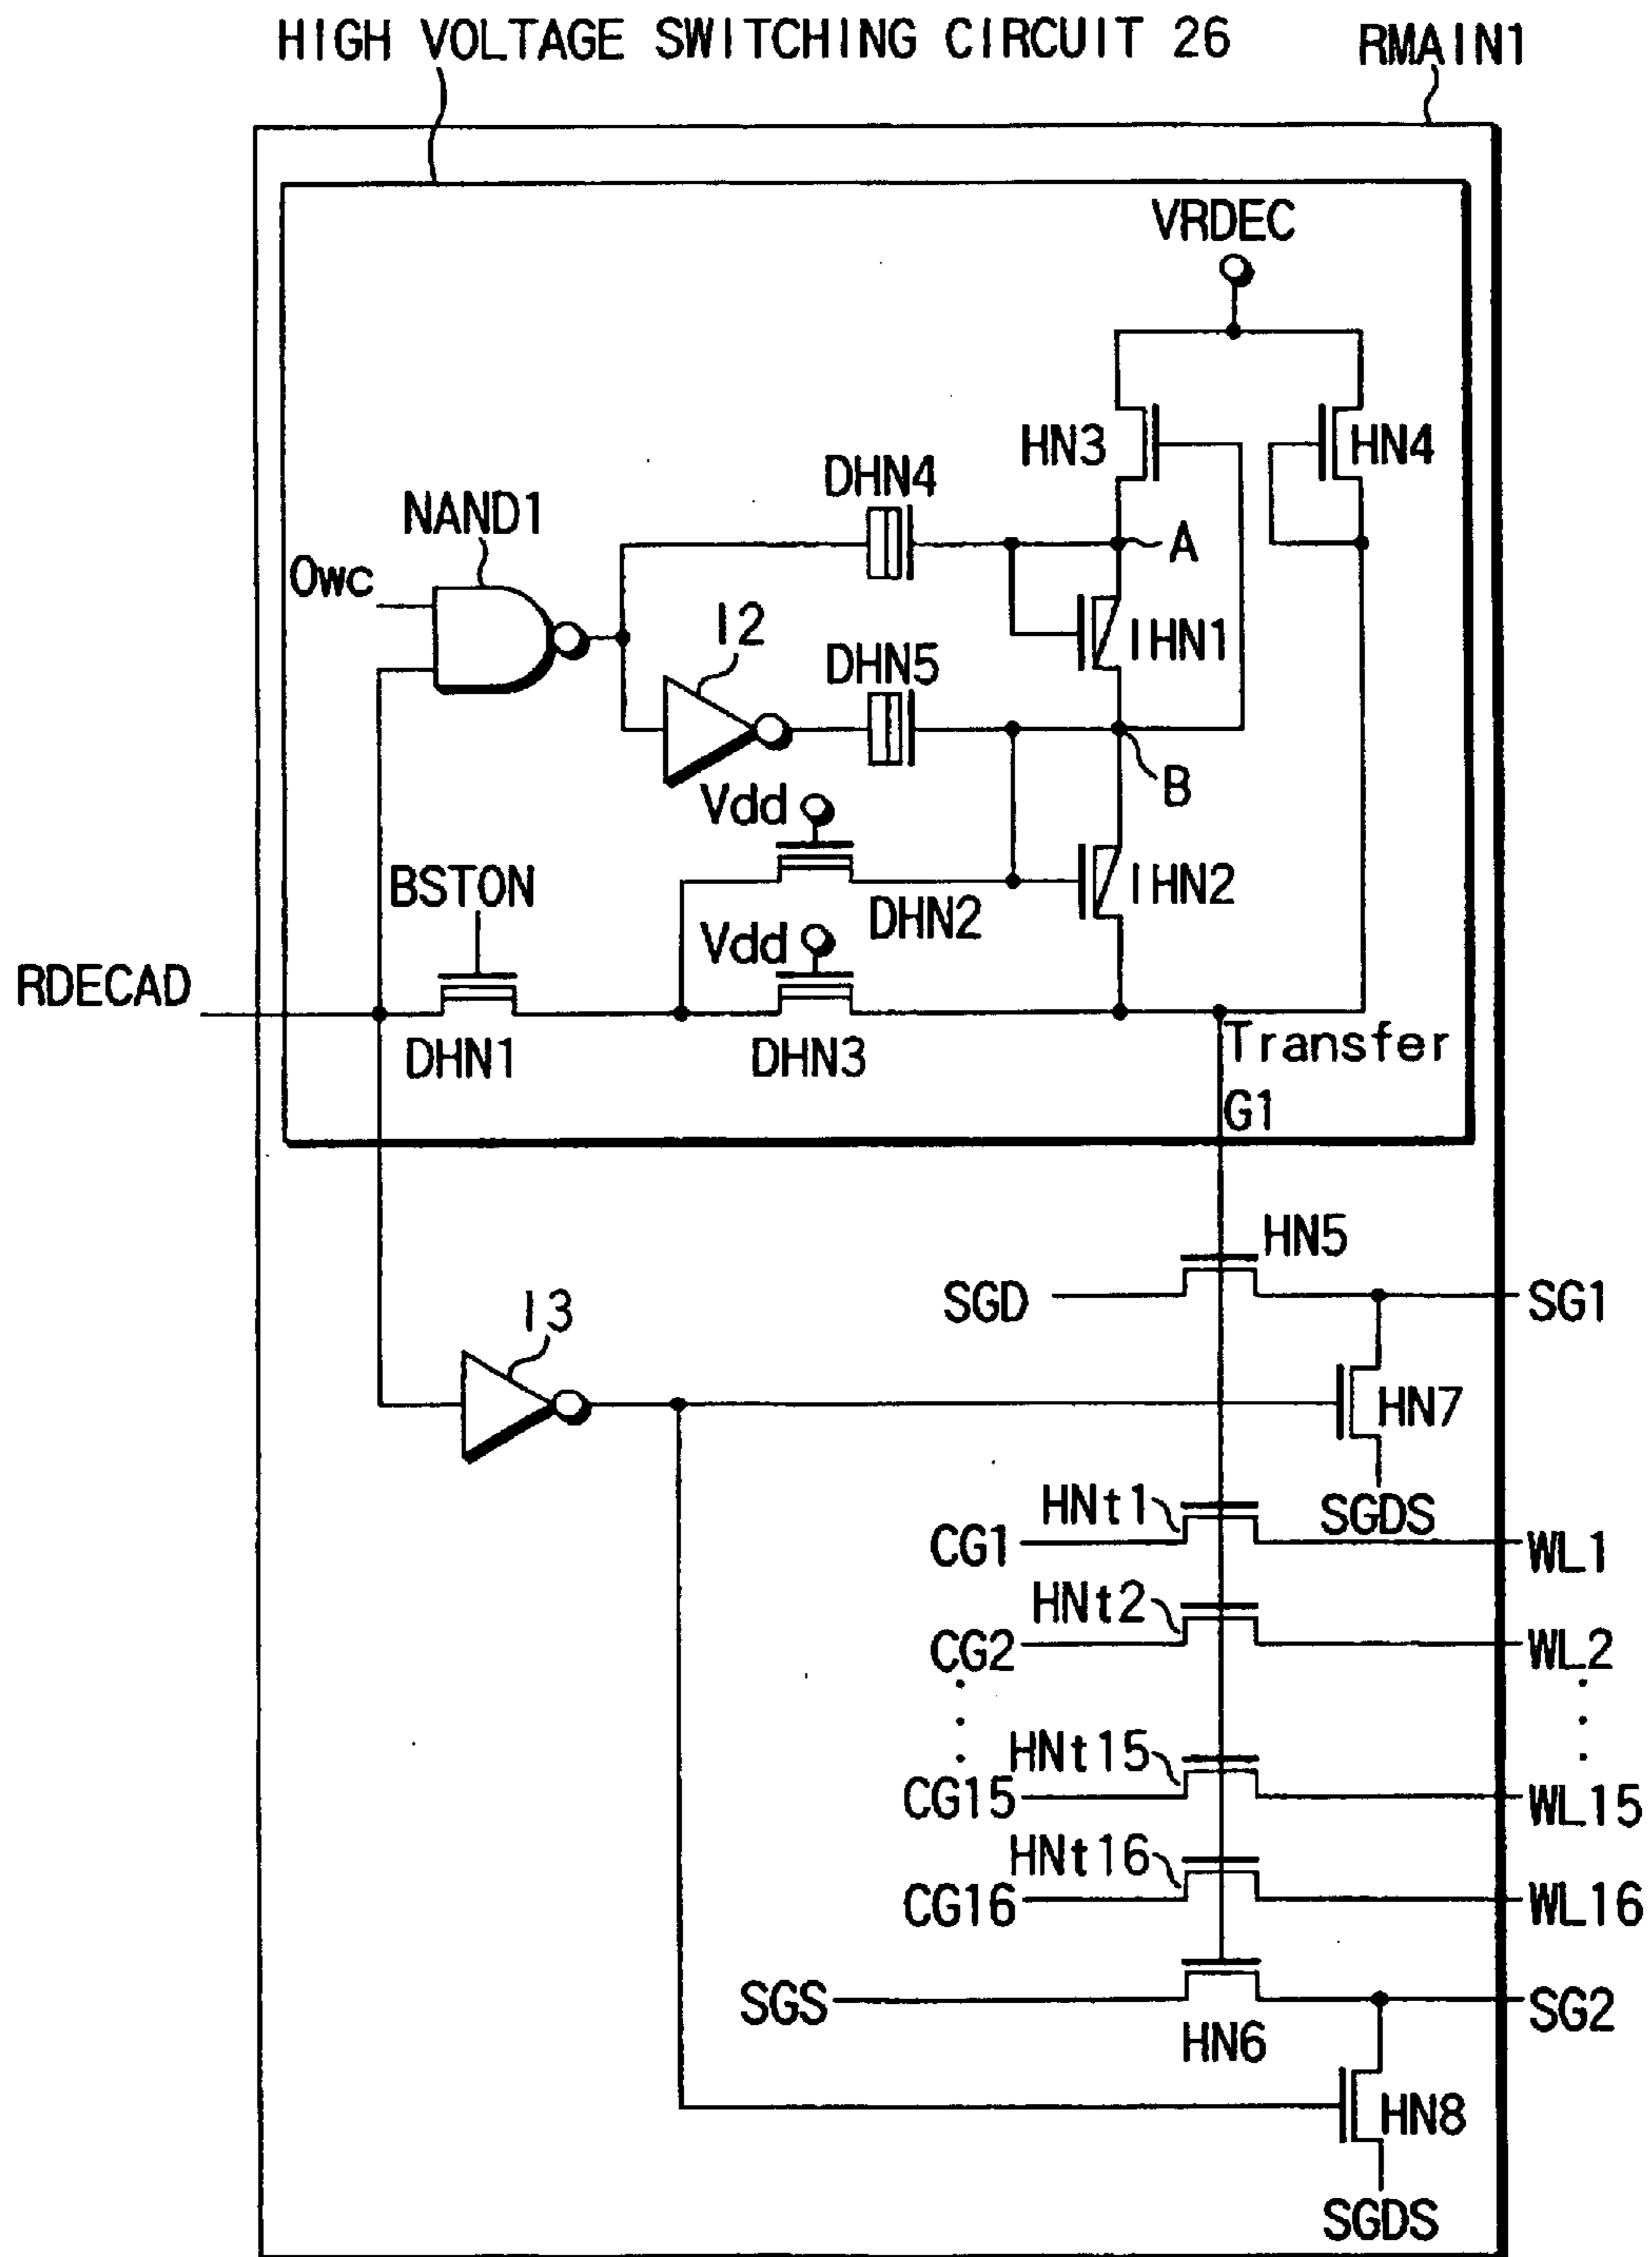 HIGH VOLTAGE SWITCHING CIRCUIT 26
RMAIN1
VRDEC
HN3
HN4
DHN4
NAND1
A
Owc
I2
IHN1
DHN5
B
Vdd
BSTON
IHN2
DHN2
Vdd
RDECAD
DHN1
DHN3
Transfer
G1
HN5
SGD
SG1
I3
HN7
SGDS
HNt1
CG1
WL1
HNt2
CG2
WL2
HNt15
CG15
WL15
HNt16
CG16
WL16
SGS
SG2
HN6
HN8
SGDS